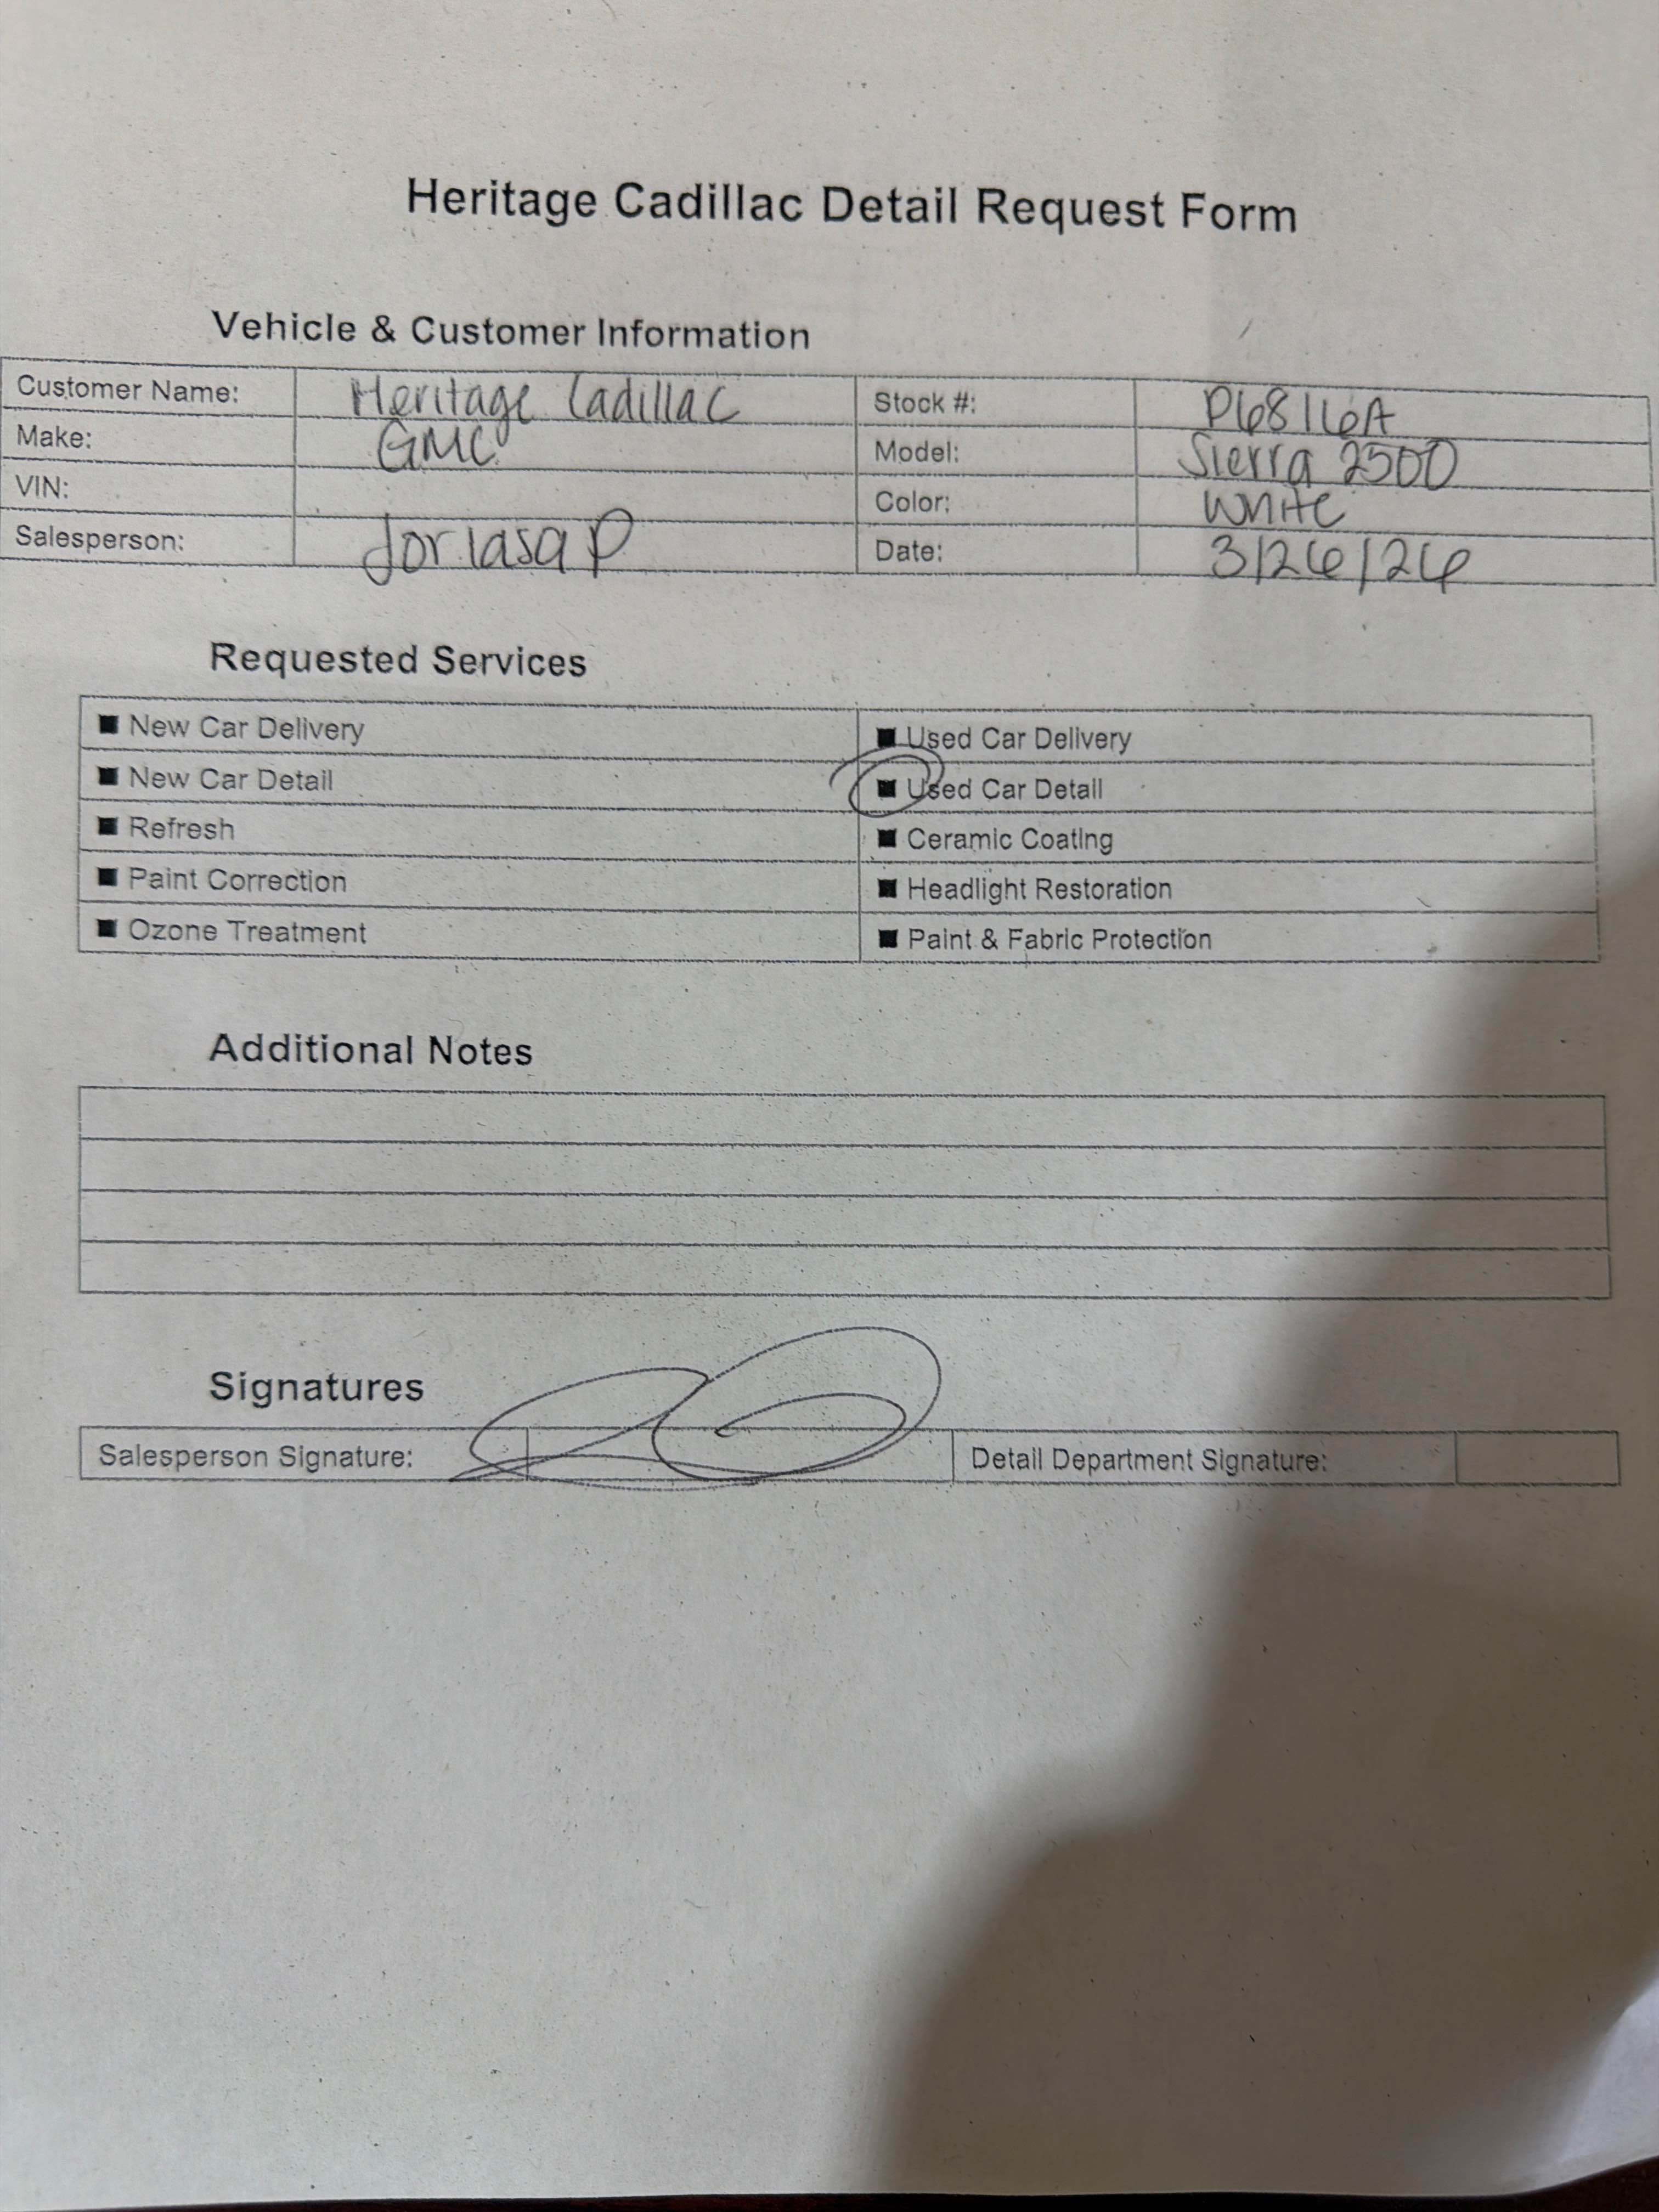 Heritage Cadillac Detail Request Form
Vehicle & Customer Information
Customer Name: Heritage Cadillac Stock #: P6816A
Make: GMC Model: Sierra 2500
VIN: Color: White
Salesperson: P Date: 3/26/26
Requested Services
■ New Car Delivery ■ Used Car Delivery
■ New Car Detail ■ Used Car Detail
■ Refresh ■ Ceramic Coating
■ Paint Correction ■ Headlight Restoration
■ Ozone Treatment ■ Paint & Fabric Protection
Additional Notes
Signatures
Salesperson Signature: Detail Department Signature: